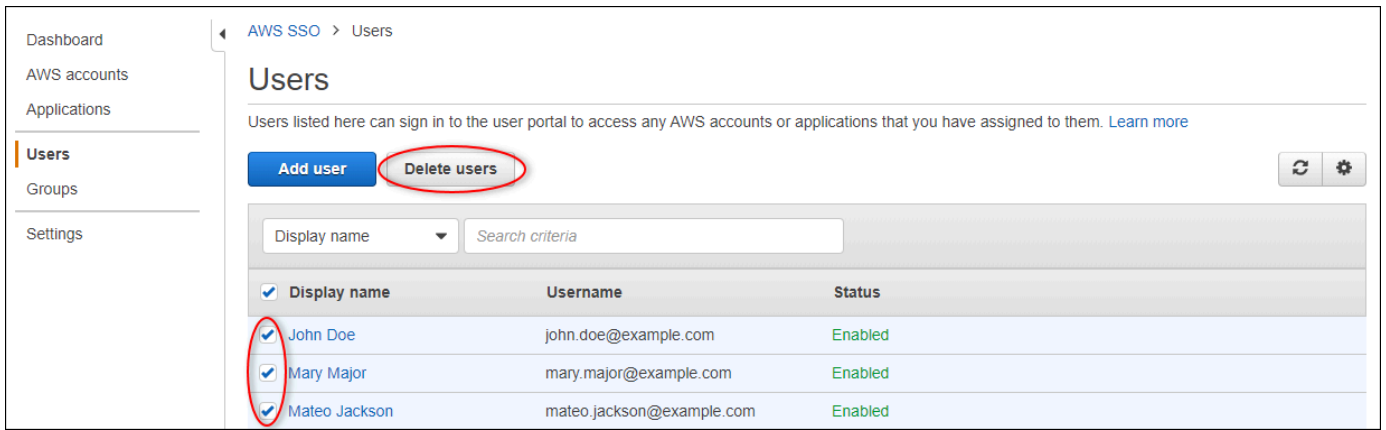 Dashboard
AWS accounts
Applications
Users
Groups
Settings
AWS SSO > Users
Users
Users listed here can sign in to the user portal to access any AWS accounts or applications that you have assigned to them. Learn more
Add user Delete users
Display name Search criteria
Display name Username Status
John Doe john.doe@example.com Enabled
Mary Major mary.major@example.com Enabled
Mateo Jackson mateo.jackson@example.com Enabled